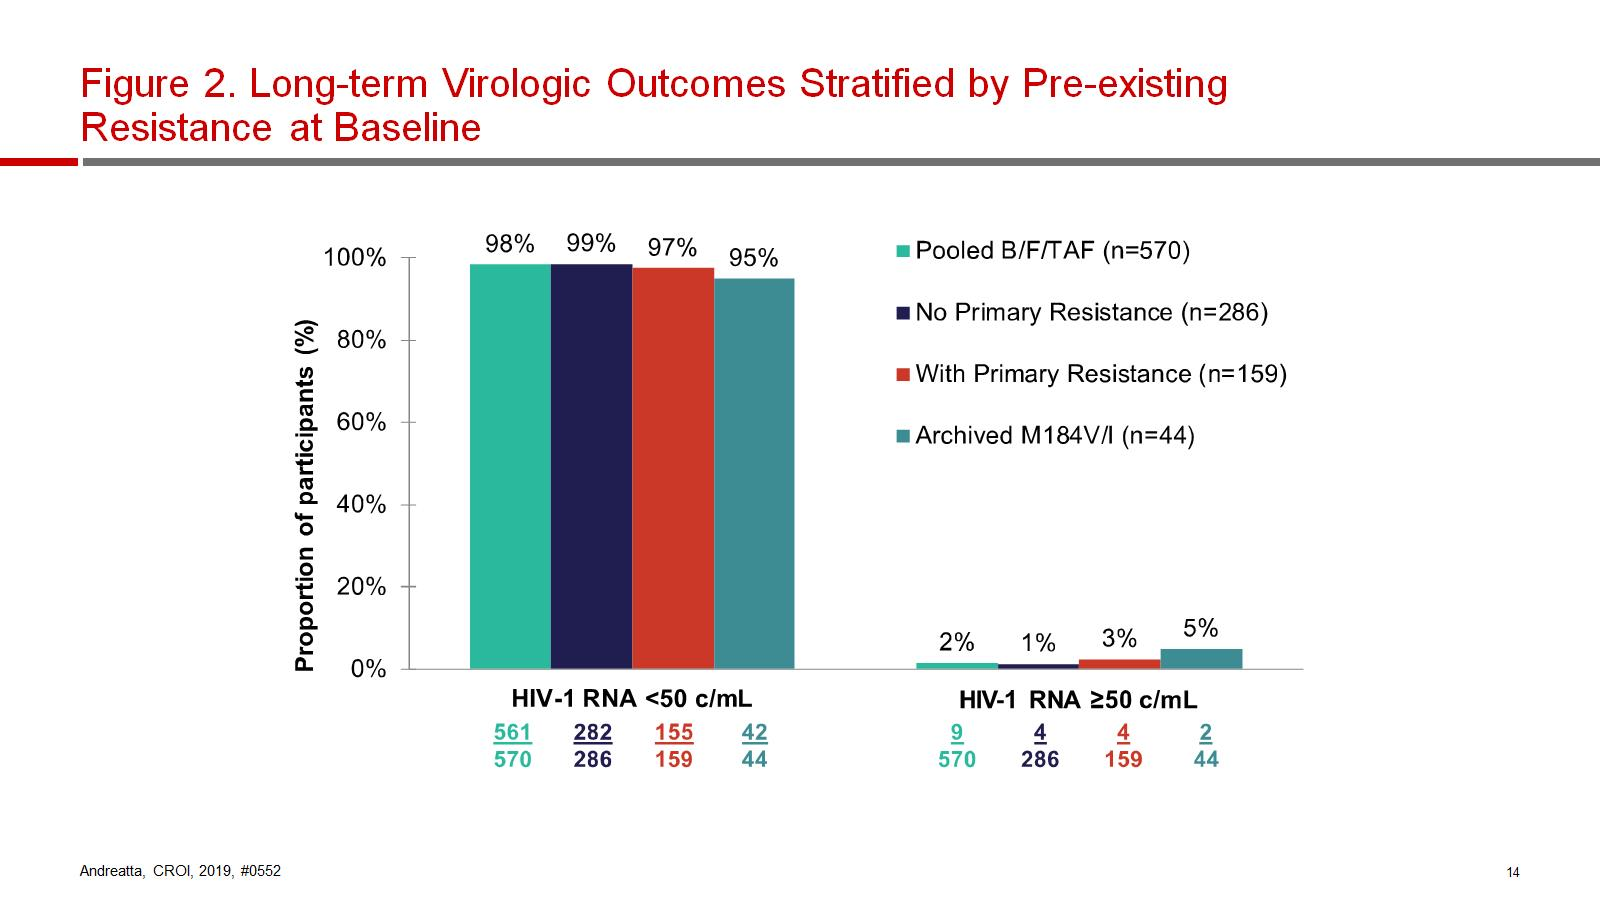 Figure 2. Long-term Virologic Outcomes Stratified by Pre-existing
Resistance at Baseline
Proportion of participants (%)
100%
80%
60%
40%
20%
0%
98%
99%
97%
95%
2%
1%
3%
5%
Pooled B/F/TAF (n=570)
No Primary Resistance (n=286)
With Primary Resistance (n=159)
Archived M184V/I (n=44)
HIV-1 RNA <50 c/mL
HIV-1 RNA ≥50 c/mL
561 282 155 42
570 286 159 44
9 4 4 2
570 286 159 44
Andreatta, CROI, 2019, #0552
14